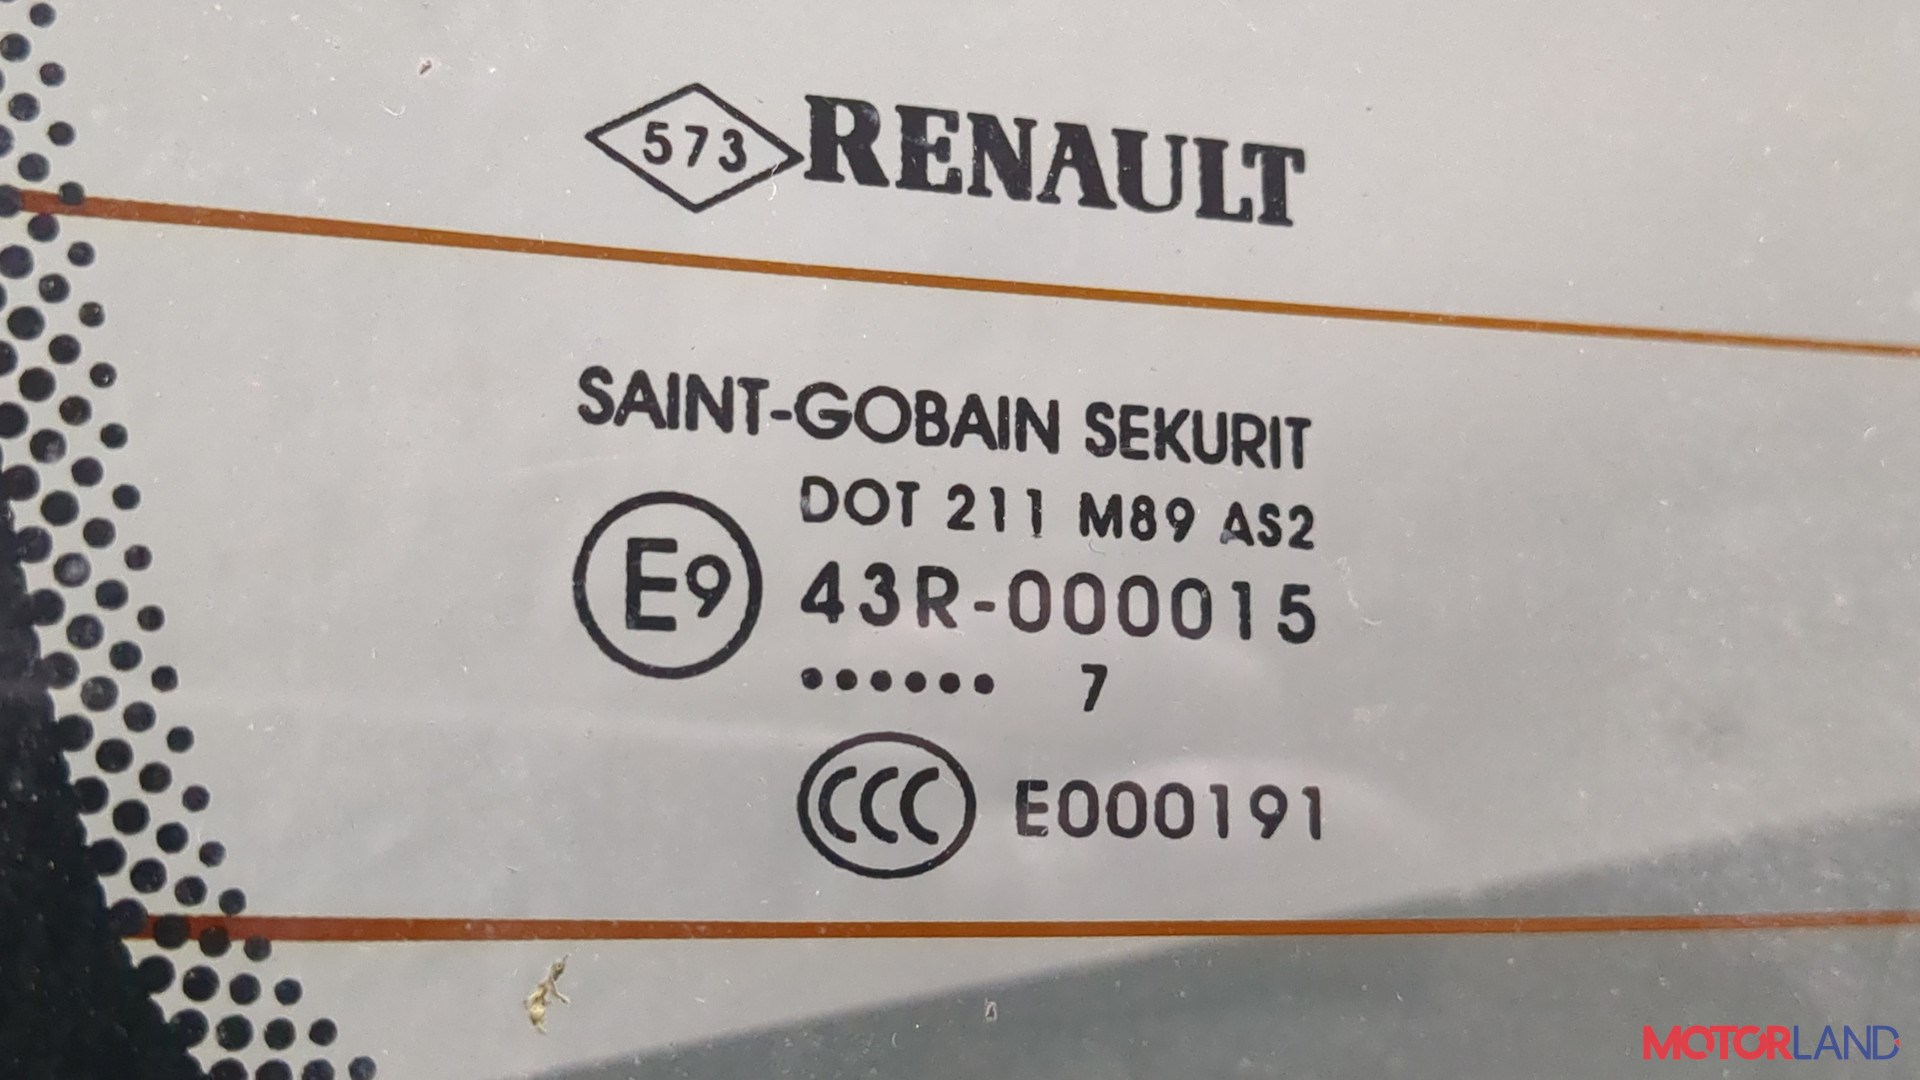 573 RENAULT
SAINT-GOBAIN SEKURIT
DOT 211 M89 AS2
E9 43R-000015
...... 7
CCC E000191
MOTORLAND